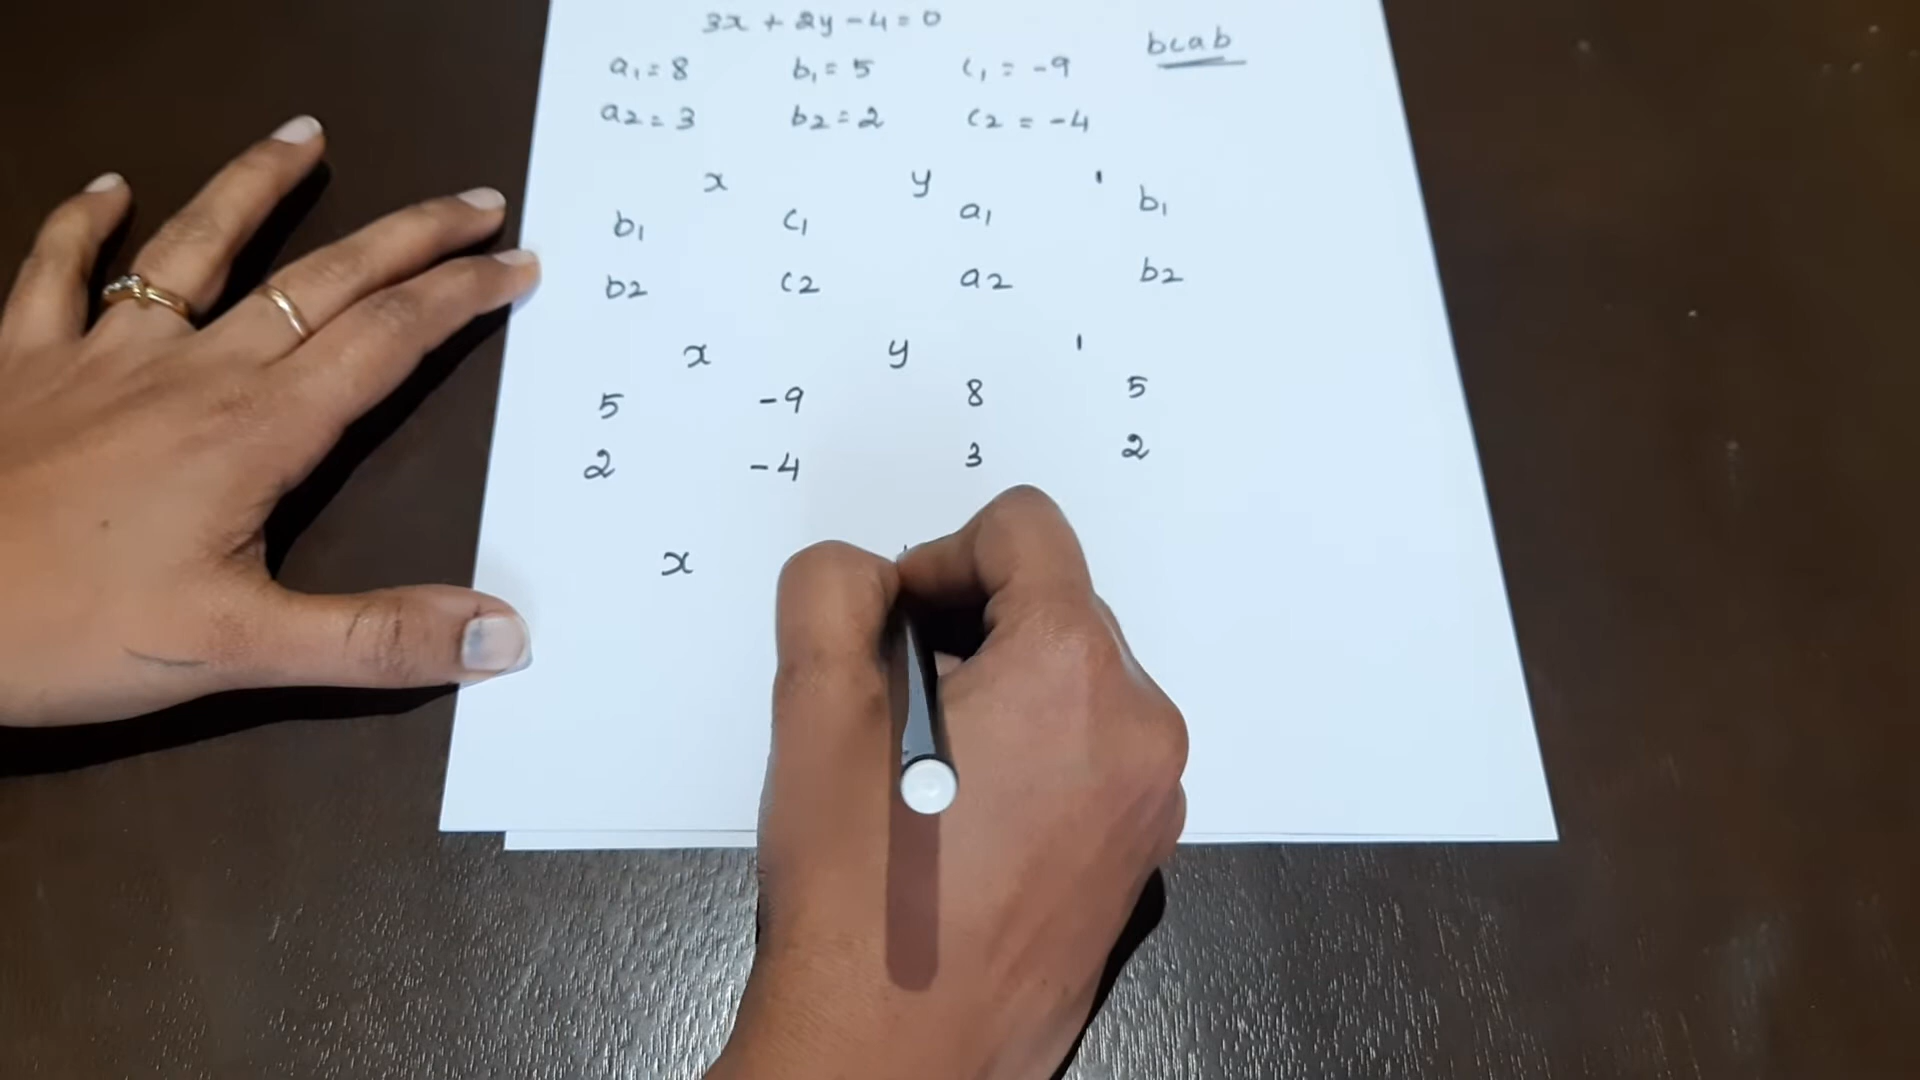 3x + 2y - 4 = 0
bcab
a1 = 8 b1 = 5 c1 = -9
a2 = 3 b2 = 2 c2 = -4
x y 1
b1 c1 a1 b1
b2 c2 a2 b2
x y 1
5 -9 8 5
2 -4 3 2
x